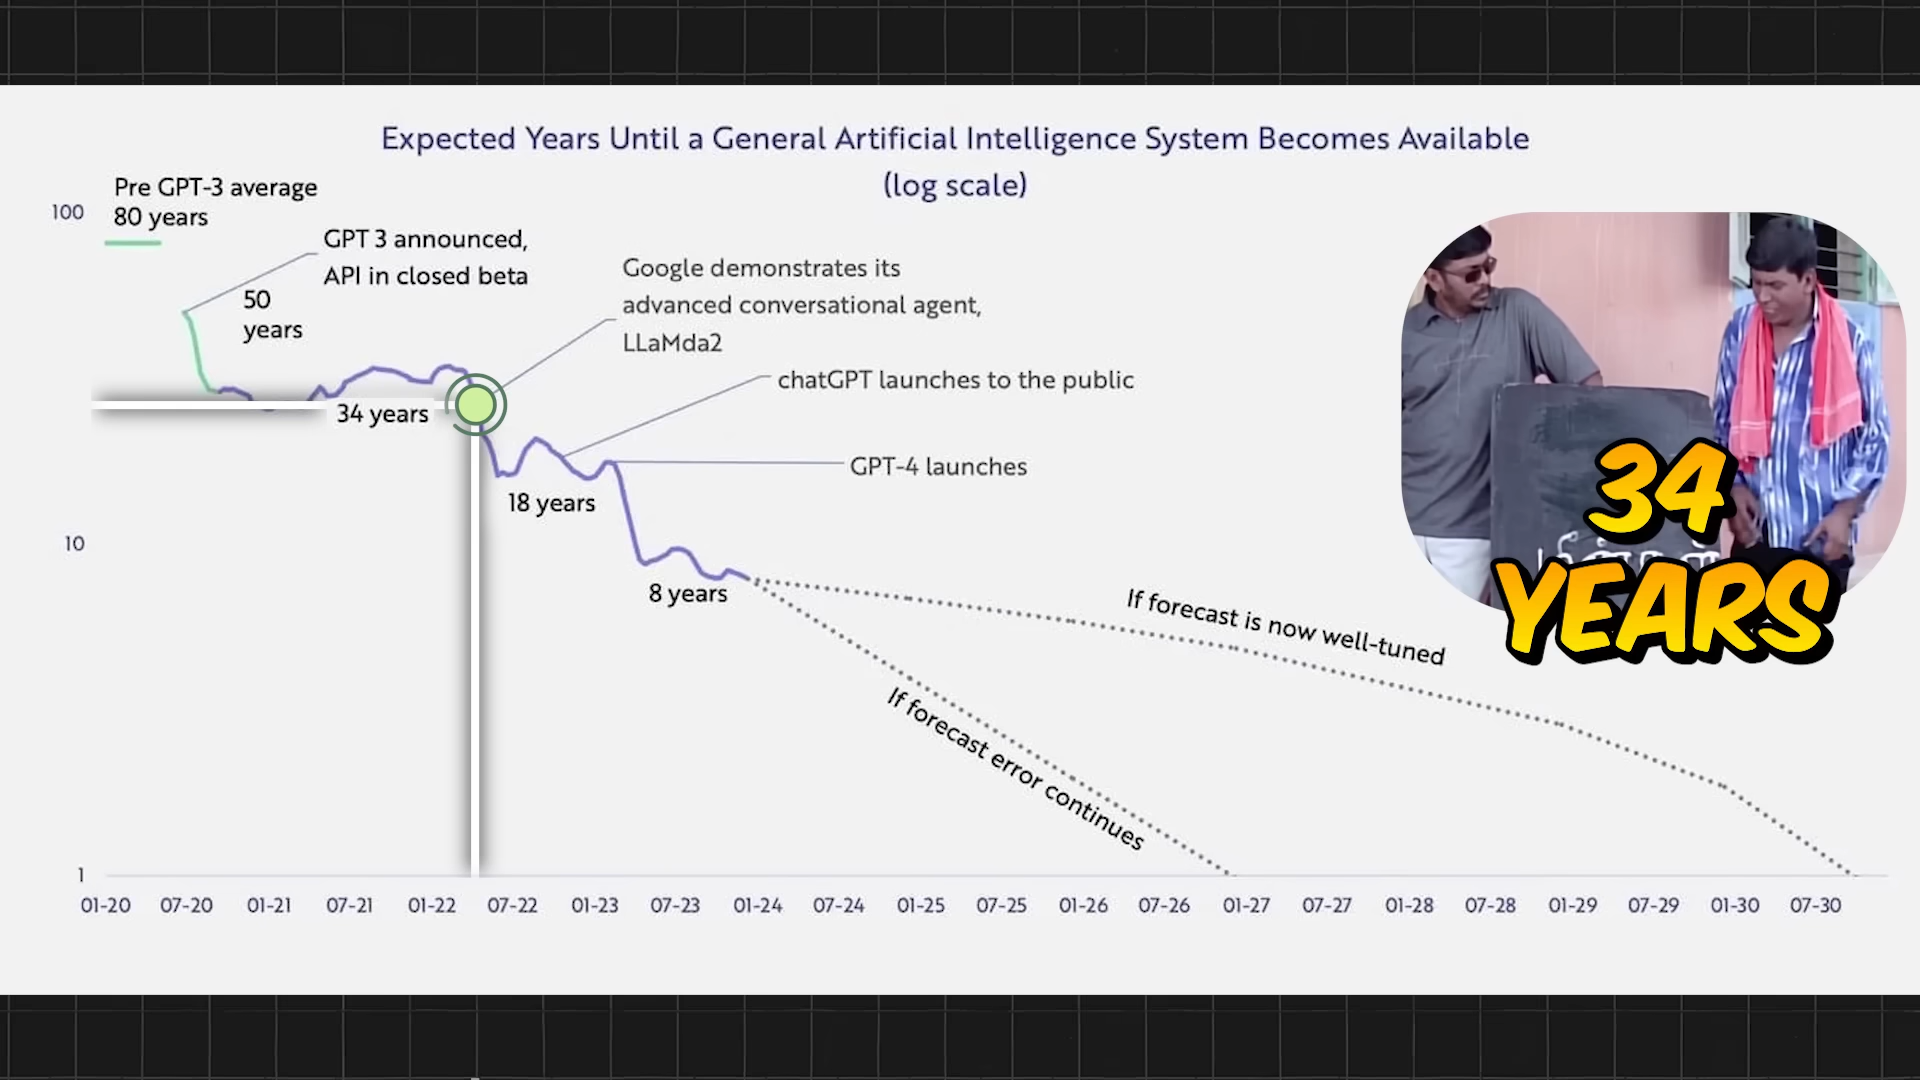 Expected Years Until a General Artificial Intelligence System Becomes Available
(log scale)
Pre GPT-3 average
80 years
100
GPT 3 announced,
API in closed beta
50
years
Google demonstrates its
advanced conversational agent,
LLaMda2
chatGPT launches to the public
34 years
GPT-4 launches
18 years
10
8 years
If forecast is now well-tuned
If forecast error continues
34
YEARS
1
01-20 07-20 01-21 07-21 01-22 07-22 01-23 07-23 01-24 07-24 01-25 07-25 01-26 07-26 01-27 07-27 01-28 07-28 01-29 07-29 01-30 07-30